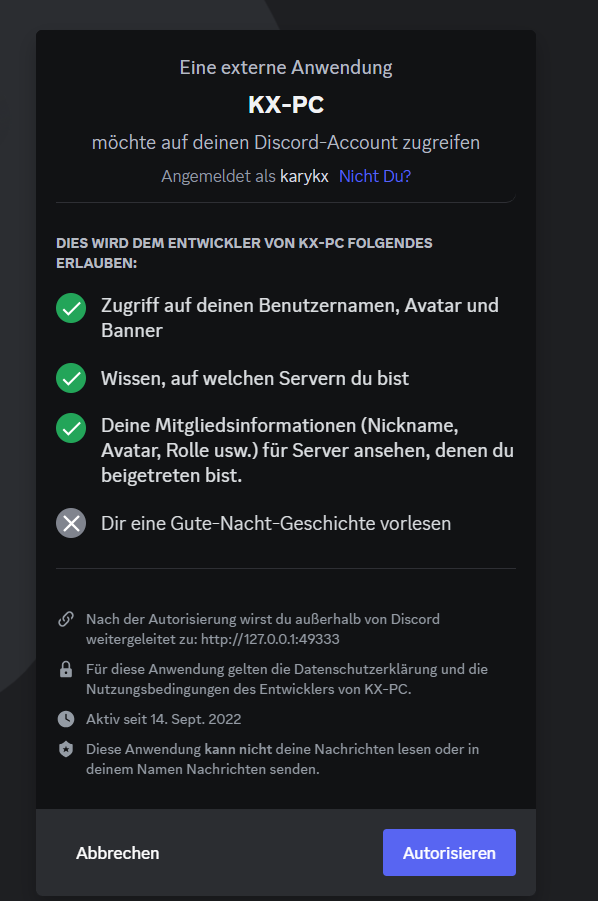 Eine externe Anwendung
KX-PC
möchte auf deinen Discord-Account zugreifen
Angemeldet als karykx Nicht Du?
DIES WIRD DEM ENTWICKLER VON KX-PC FOLGENDES
ERLAUBEN:
Zugriff auf deinen Benutzernamen, Avatar und
Banner
Wissen, auf welchen Servern du bist
Deine Mitgliedsinformationen (Nickname,
Avatar, Rolle usw.) für Server ansehen, denen du
beigetreten bist.
Dir eine Gute-Nacht-Geschichte vorlesen
Nach der Autorisierung wirst du außerhalb von Discord
weitergeleitet zu: http://127.0.0.1:49333
Für diese Anwendung gelten die Datenschutzerklärung und die
Nutzungsbedingungen des Entwicklers von KX-PC.
Aktiv seit 14. Sept. 2022
Diese Anwendung kann nicht deine Nachrichten lesen oder in
deinem Namen Nachrichten senden.
Abbrechen
Autorisieren